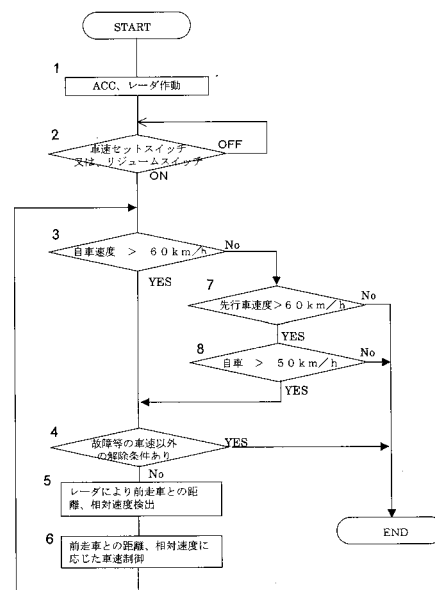 START
1
ACC、レーダ作動
2
車速セットスイッチ
又は、リジュームスイッチ
OFF
ON
3
自車速度 > 60km/h
No
YES
7
先行車速度>60km/h
No
YES
8
自車 > 50km/h
No
YES
4
故障等の車速以外
の解除条件あり
YES
No
5
レーダにより前走車との距
離、相対速度検出
6
前走車との距離、相対速度に
応じた車速制御
END